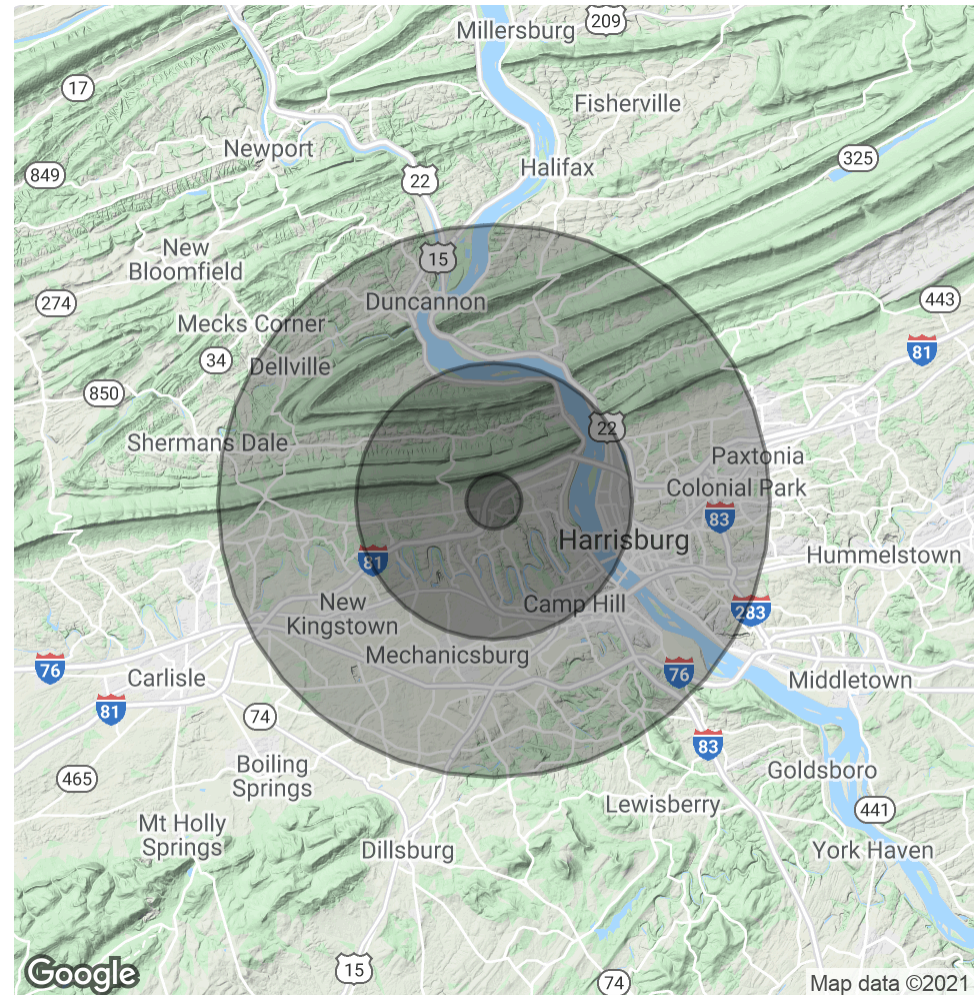 Millersburg
209
17
Fisherville
Newport
Halifax
325
849
22
New
Bloomfield
15
274
Duncannon
443
Mecks Corner
34
81
Dellville
850
22
Shermans Dale
Paxtonia
Colonial Park
83
Harrisburg
Hummelstown
81
New
Kingstown
Camp Hill
283
Mechanicsburg
76
Carlisle
76
Middletown
81
74
83
465
Boiling
Springs
Goldsboro
Lewisberry
441
Mt Holly
Springs
Dillsburg
York Haven
Google
15
74
Map data ©2021